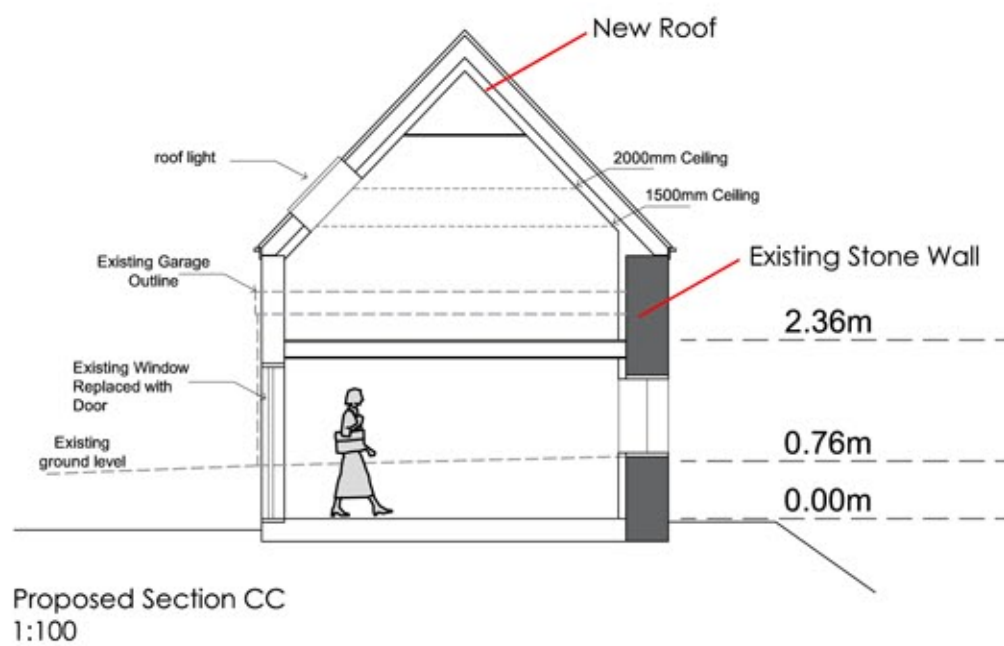 New Roof
roof light
2000mm Ceiling
1500mm Ceiling
Existing Garage
Outline
Existing Stone Wall
2.36m
Existing Window
Replaced with
Door
Existing
ground level
0.76m
0.00m
Proposed Section CC
1:100